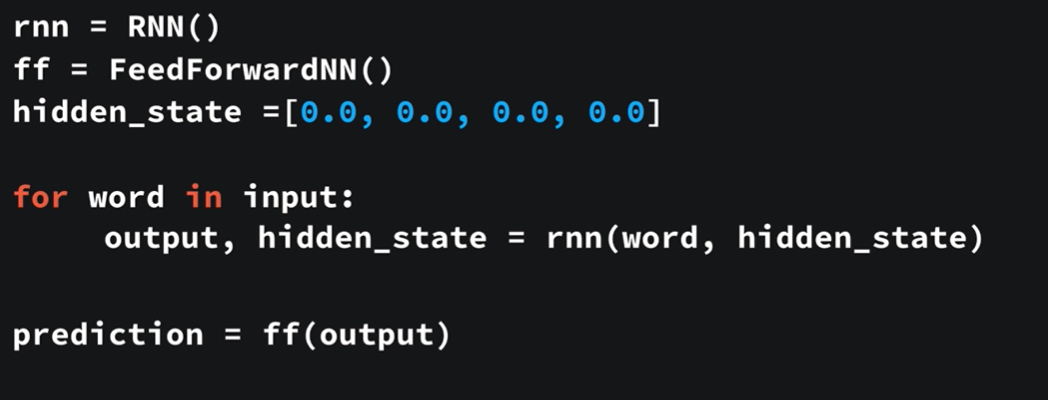 rnn = RNN()
ff = FeedForwardNN()
hidden_state =[0.0, 0.0, 0.0, 0.0]
for word in input:
output, hidden_state = rnn(word, hidden_state)
prediction = ff(output)